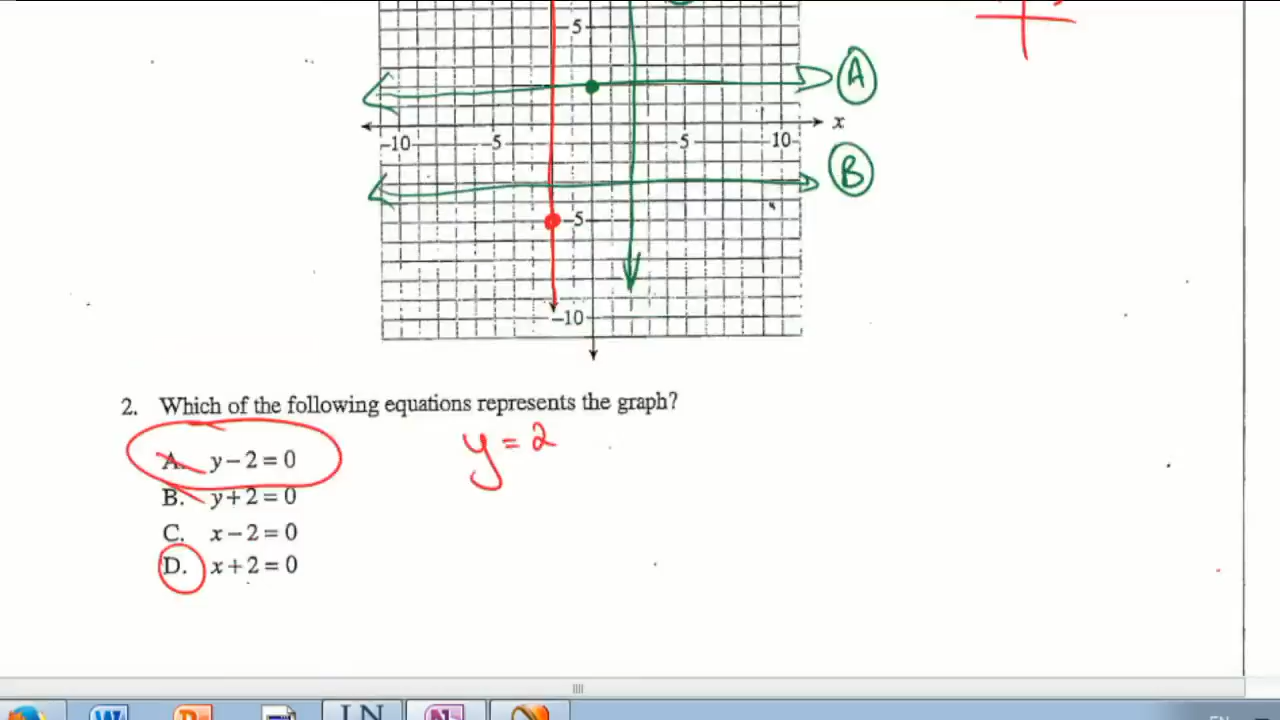 5
A
x
-10
-5
5
10
B
-5
-10
2. Which of the following equations represents the graph?
y = 2
A. y - 2 = 0
B. y + 2 = 0
C. x - 2 = 0
D. x + 2 = 0
EN